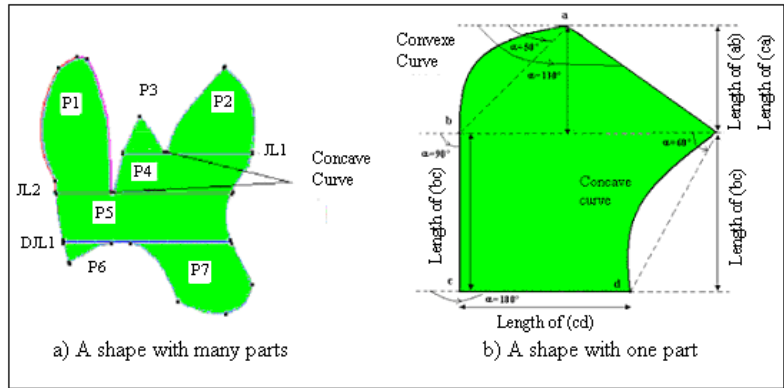 P1
P3
P2
P4
JL1
JL2
P5
DJL1
P6
P7
Concave
Curve
a) A shape with many parts
a
Convexe
Curve
α=50°
α=130°
b
α=90°
α=60°
Concave
curve
Length of (bc)
c
d
α=180°
Length of (cd)
Length of (ab)
Length of (ca)
Length of (bc)
b) A shape with one part